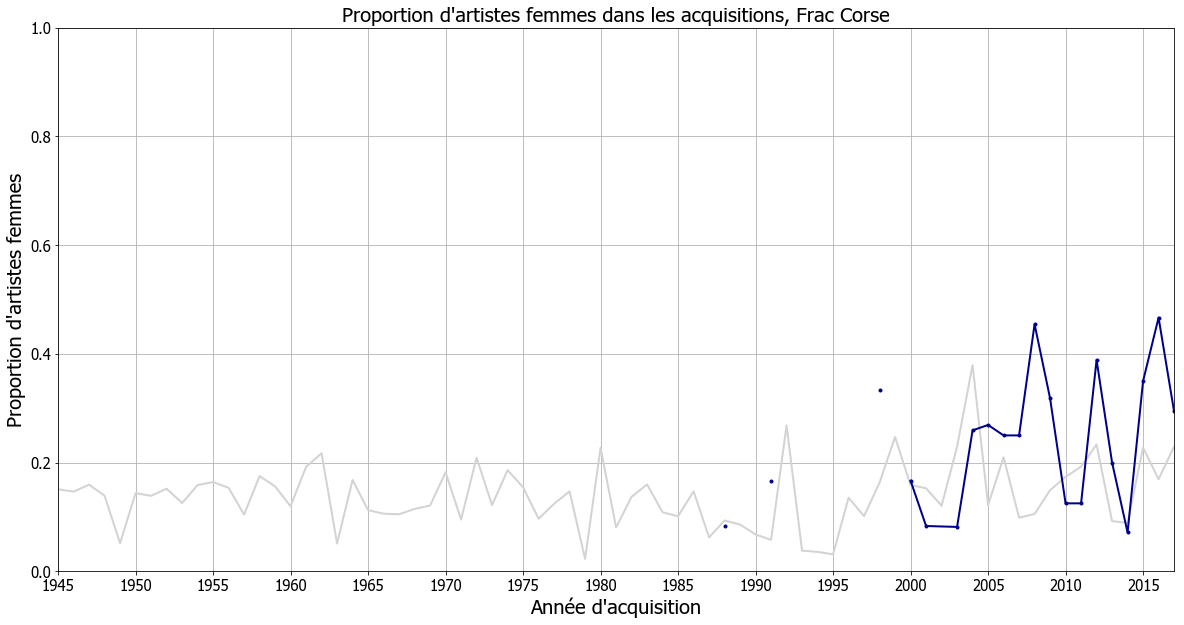 Proportion d'artistes femmes dans les acquisitions, Frac Corse
1.0
0.8
0.6
0.4
0.2
0.0
Proportion d'artistes femmes
1945 1950 1955 1960 1965 1970 1975 1980 1985 1990 1995 2000 2005 2010 2015
Année d'acquisition